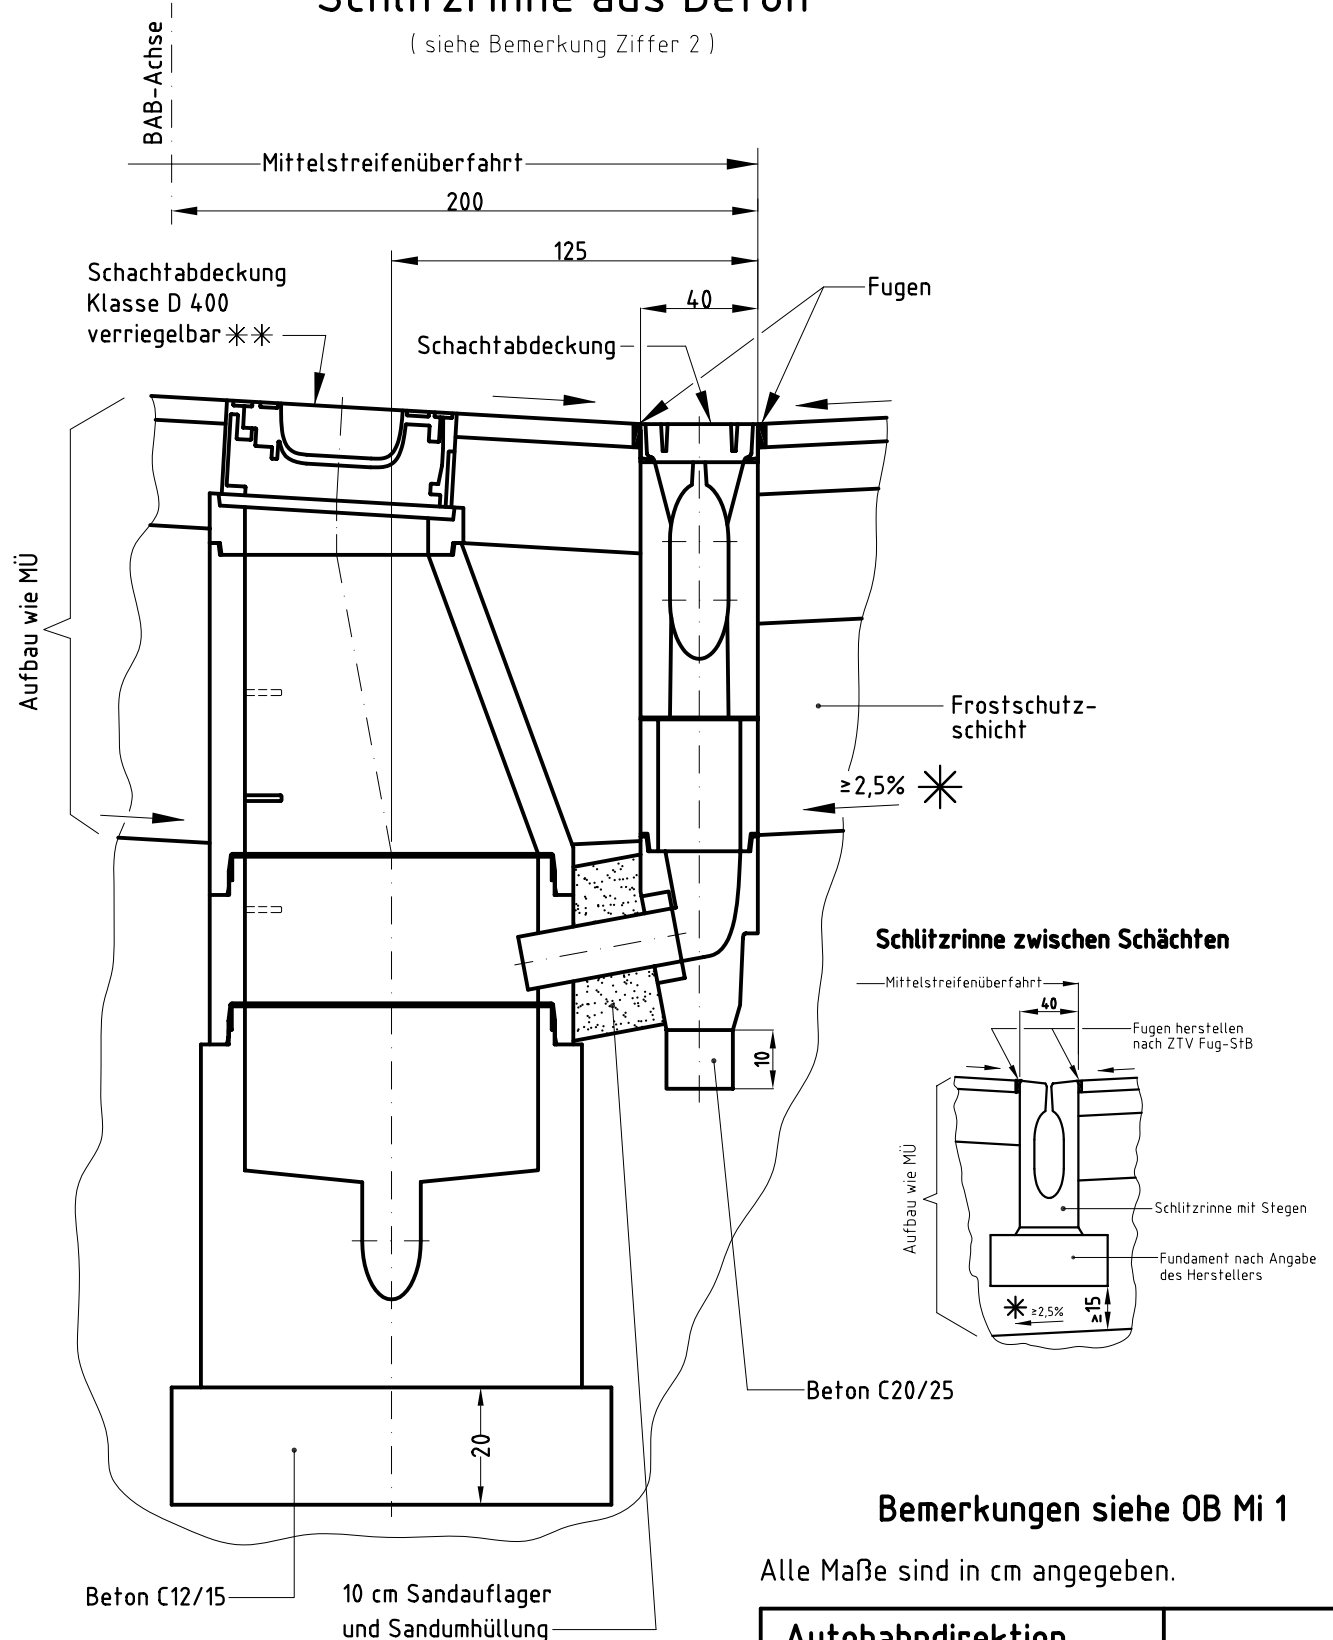 Schlitzrinne aus Beton
( siehe Bemerkung Ziffer 2 )
BAB-Achse
Mittelstreifenüberfahrt
200
125
Schachtabdeckung
Klasse D 400
verriegelbar ✳✳
40
Fugen
Schachtabdeckung
Aufbau wie MÜ
Frostschutz-
schicht
≥2,5% ✳
10
20
Beton C20/25
Beton C12/15
10 cm Sandauflager
und Sandumhüllung
Schlitzrinne zwischen Schächten
Mittelstreifenüberfahrt
40
Fugen herstellen
nach ZTV Fug-StB
Aufbau wie MÜ
Schlitzrinne mit Stegen
Fundament nach Angabe
des Herstellers
✳ ≥2,5%
≥15
Bemerkungen siehe OB Mi 1
Alle Maße sind in cm angegeben.
Autobahndirektion